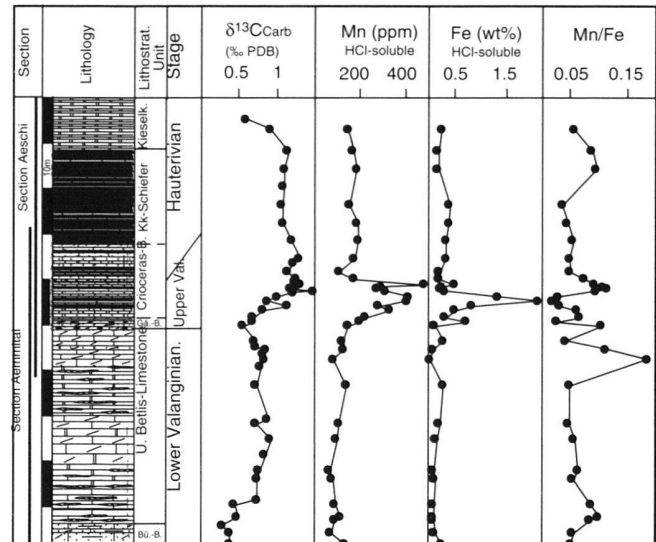 Section
Lithology
Lithostrat.
Unit
Stage
δ13CCarb
(‰ PDB)
0.5 1
Mn (ppm)
HCl-soluble
200 400
Fe (wt%)
HCl-soluble
0.5 1.5
Mn/Fe
0.05 0.15
Section Aeschi
Section Aemmital
10m
Kieselk.
Kk-Schiefer
Crioceras-B.
U. Betlis-Limestone
Bü.-B.
Hauterivian
Upper Val.
Lower Valanginian.